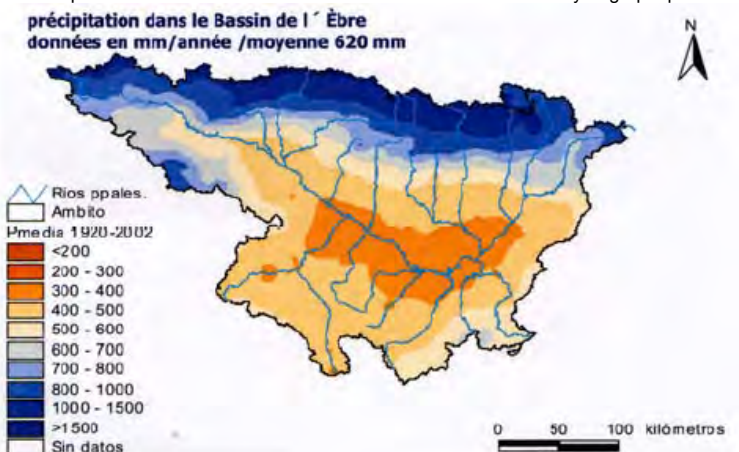 précipitation dans le Bassin de l ´ Èbre
données en mm/année /moyenne 620 mm
N
Rios ppales.
Ambito
Pmedia 1920-2002
<200
200 - 300
300 - 400
400 - 500
500 - 600
600 - 700
700 - 800
800 - 1000
1000 - 1500
>1500
Sin datos
0 50 100 kilómetros